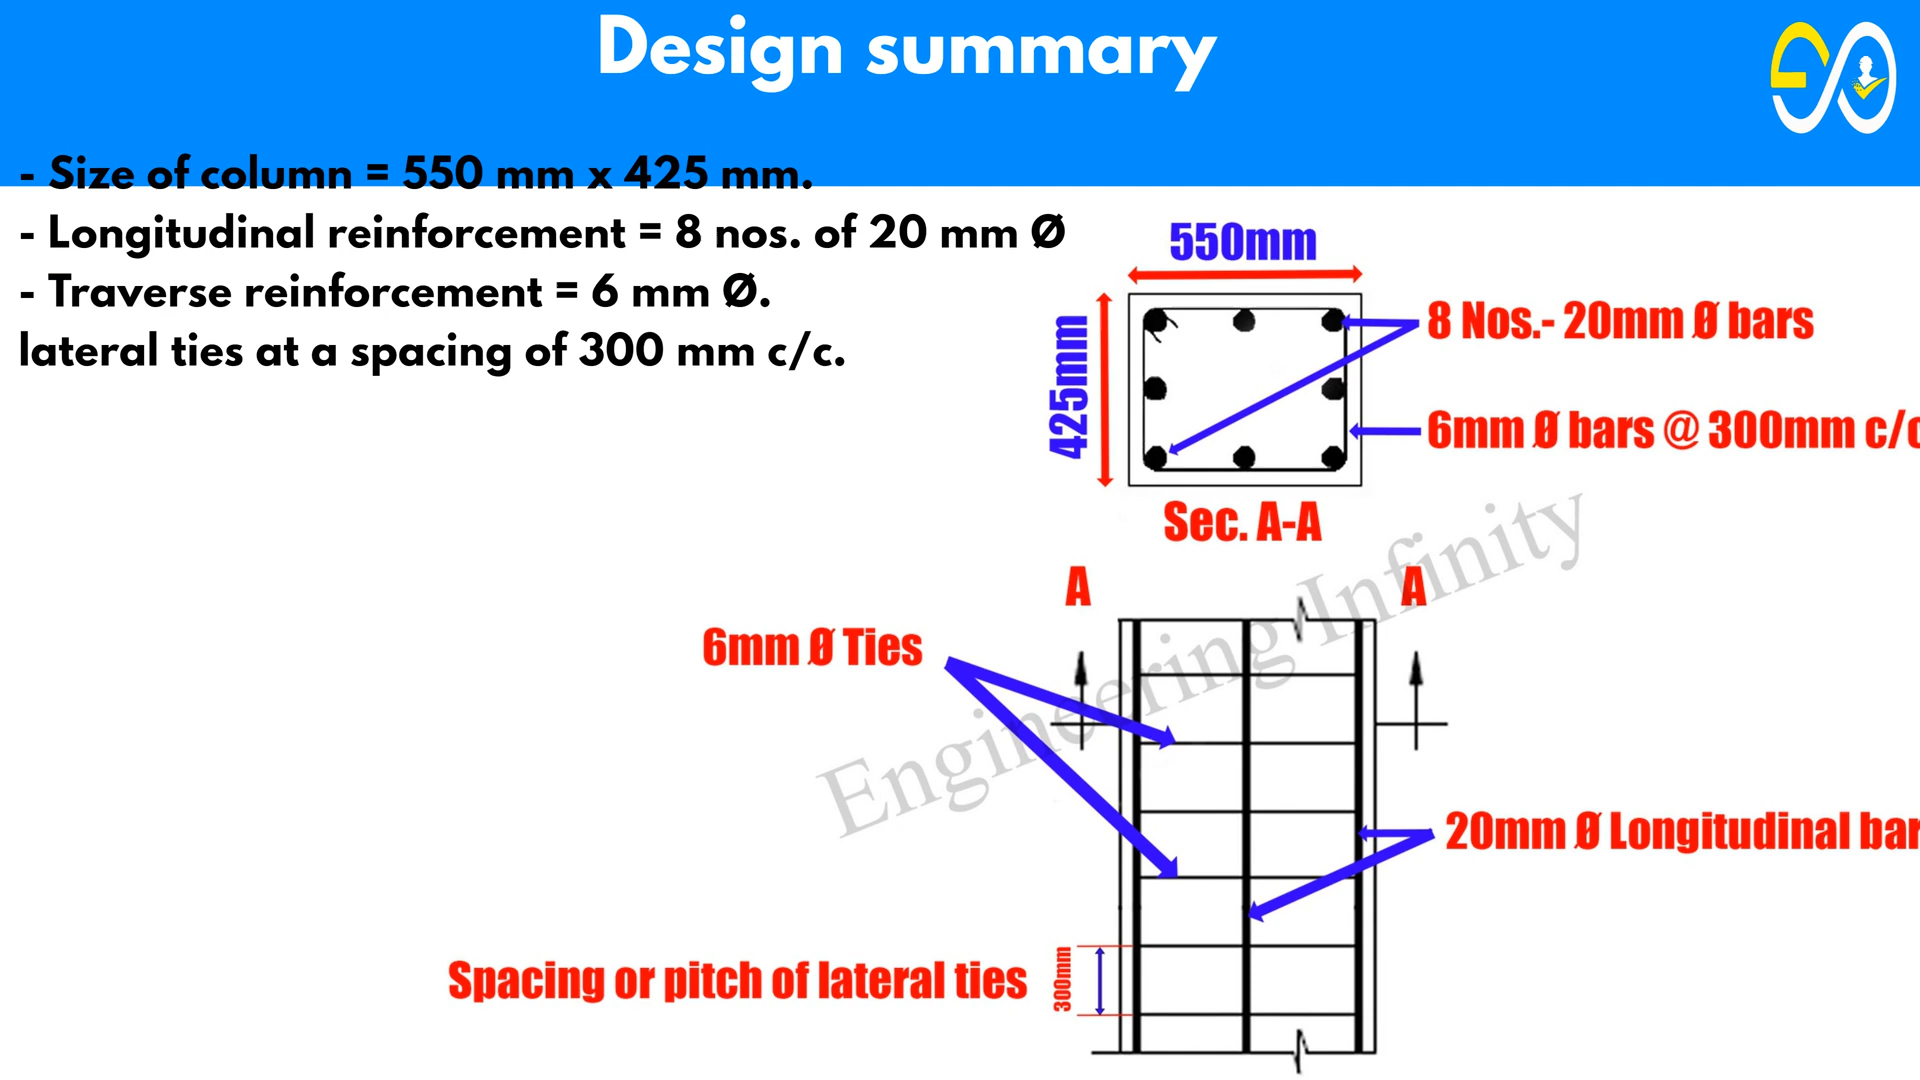 Design summary
- Size of column = 550 mm x 425 mm.
- Longitudinal reinforcement = 8 nos. of 20 mm Ø
- Traverse reinforcement = 6 mm Ø.
lateral ties at a spacing of 300 mm c/c.
550mm
425mm
8 Nos.- 20mm Ø bars
6mm Ø bars @ 300mm c/c
Sec. A-A
A
A
6mm Ø Ties
Engineering Infinity
20mm Ø Longitudinal bar
Spacing or pitch of lateral ties
300mm